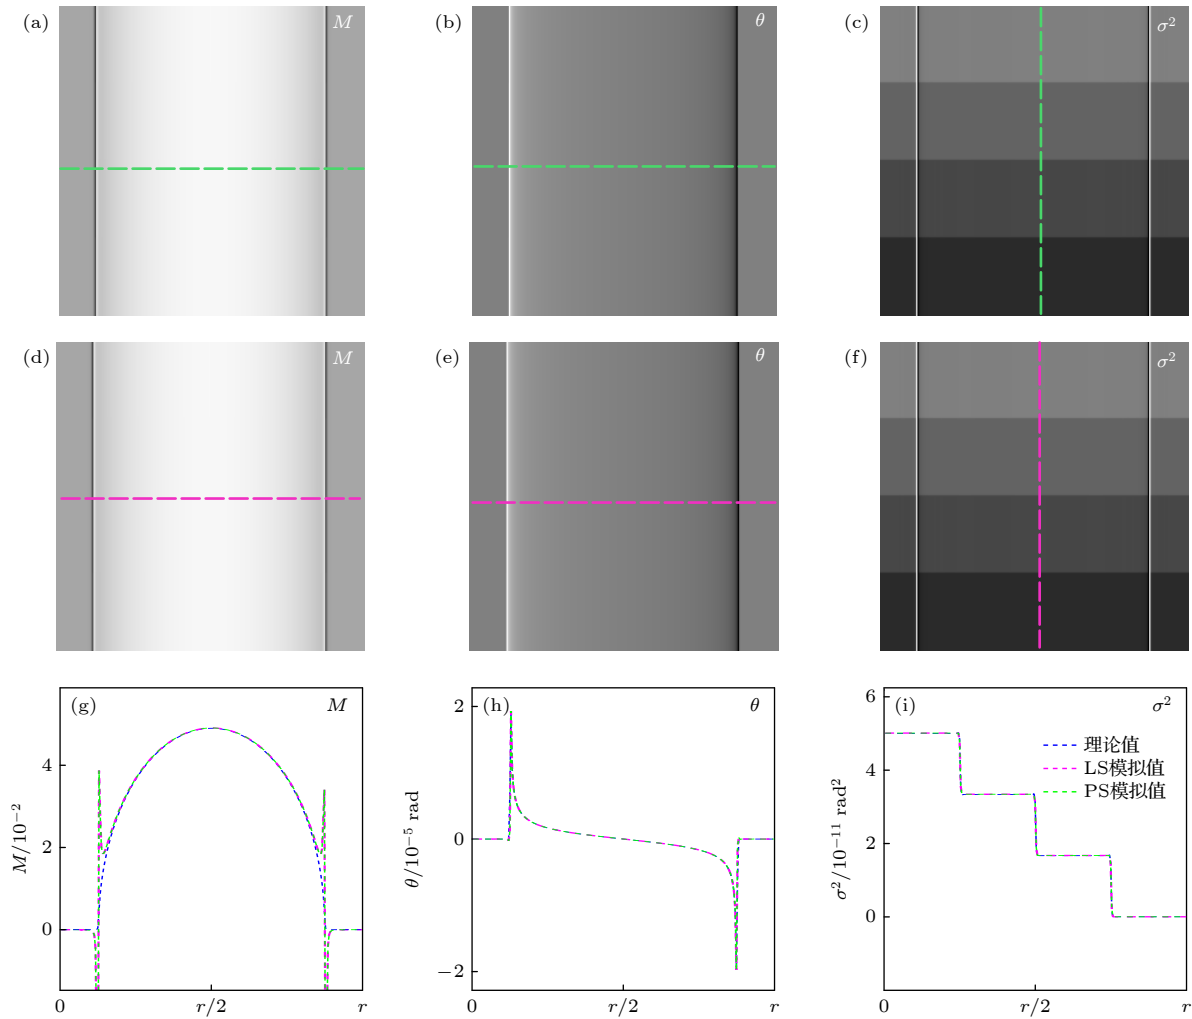 (a) M
(b) θ
(c) σ²
(d) M
(e) θ
(f) σ²
(g) M
M/10⁻²
4
2
0
0 r/2 r
(h) θ
θ/10⁻⁵ rad
2
0
−2
0 r/2 r
(i) σ²
σ²/10⁻¹¹ rad²
6
4
2
0
理论值
LS模拟值
PS模拟值
0 r/2 r